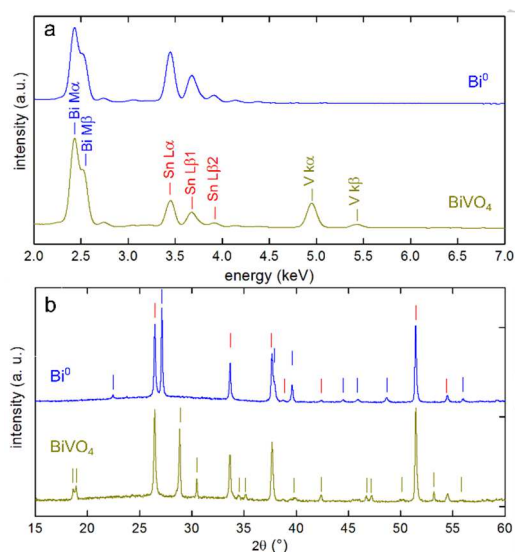 a
intensity (a.u.)
Bi⁰
Bi Mα
Bi Mβ
Sn Lα
Sn Lβ1
Sn Lβ2
V kα
V kβ
BiVO₄
2.0 2.5 3.0 3.5 4.0 4.5 5.0 5.5 6.0 6.5 7.0
energy (keV)
b
intensity (a. u.)
Bi⁰
BiVO₄
15 20 25 30 35 40 45 50 55 60
2θ (°)